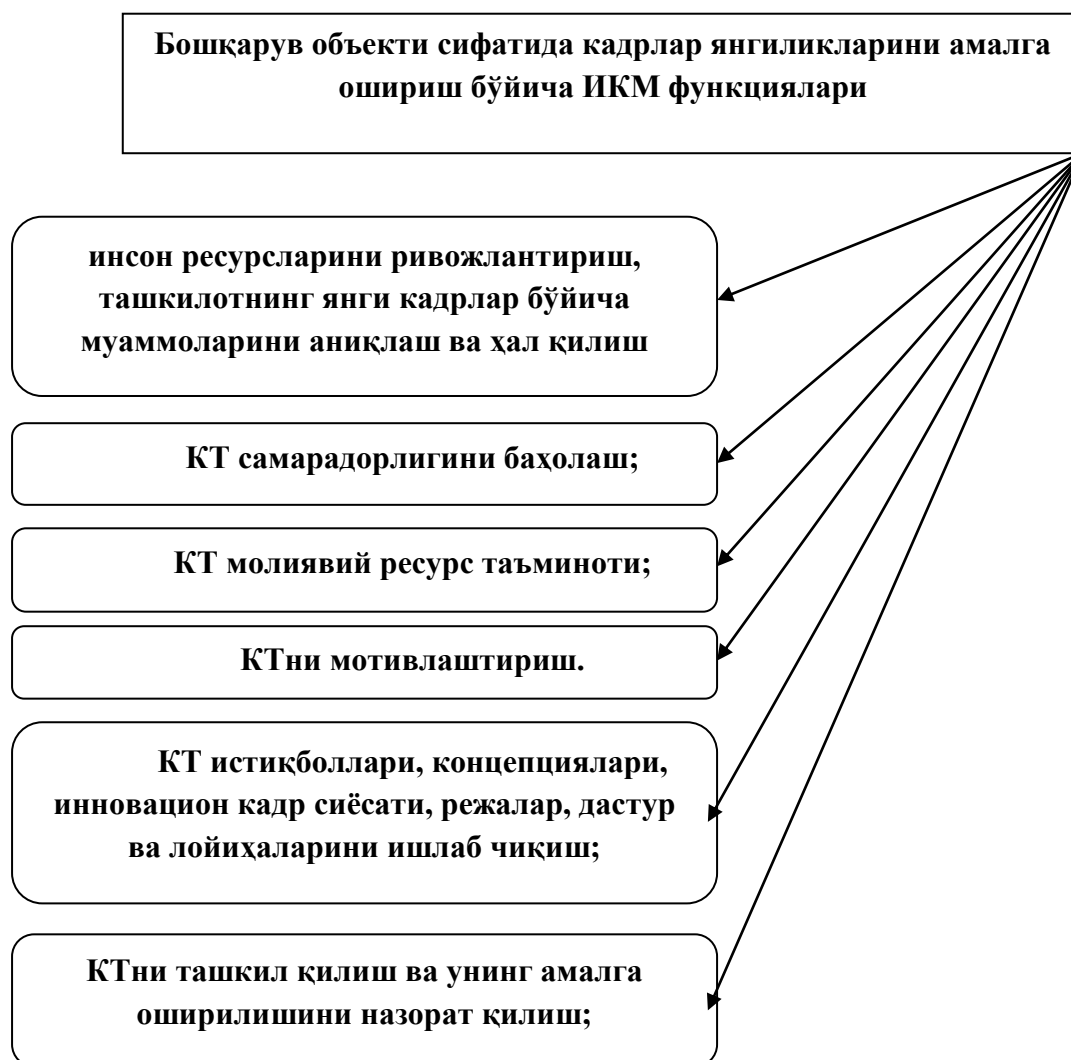 Бошқарув объекти сифатида кадрлар янгиликларини амалга
ошириш бўйича ИКМ функциялари
инсон ресурсларини ривожлантириш,
ташкилотнинг янги кадрлар бўйича
муаммоларини аниқлаш ва ҳал қилиш
КТ самарадорлигини баҳолаш;
КТ молиявий ресурс таъминоти;
КТни мотивлаштириш.
КТ истиқболлари, концепциялари,
инновацион кадр сиёсати, режалар, дастур
ва лойиҳаларини ишлаб чиқиш;
КТни ташкил қилиш ва унинг амалга
оширилишини назорат қилиш;